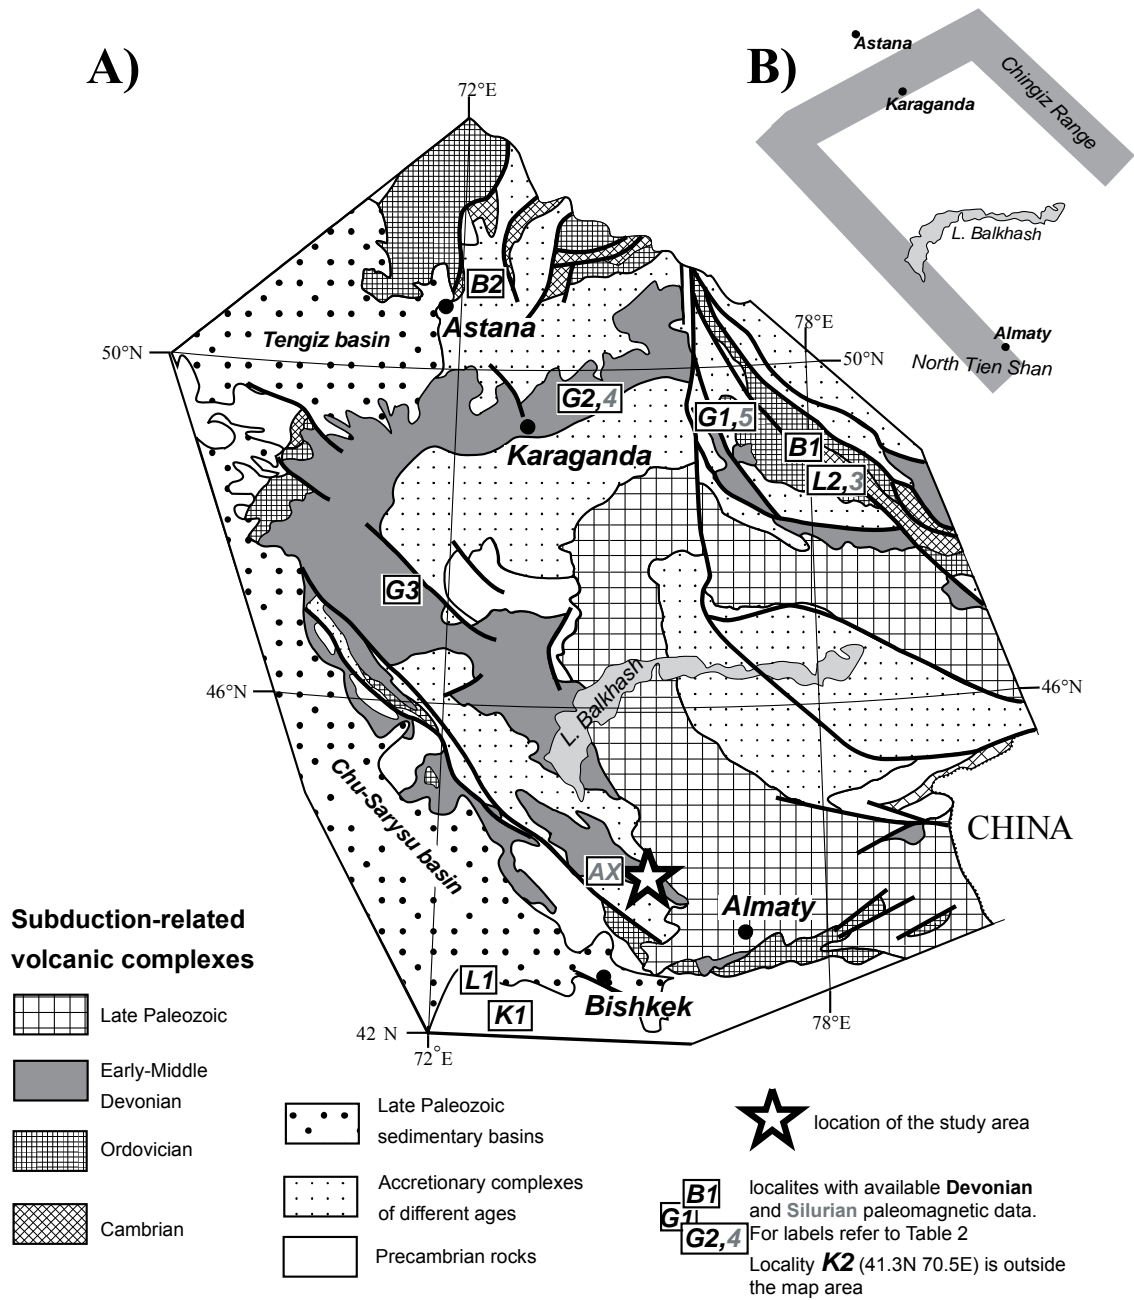 A)
B)
72°E
Astana
Karaganda
Chingiz Range
L. Balkhash
Almaty
North Tien Shan
B2
Astana
Tengiz basin
78°E
50°N
50°N
G2,4
G1,5
Karaganda
B1
L2,3
G3
46°N
46°N
L. Balkhash
Chu-Sarysu basin
CHINA
AX
Almaty
L1
K1
Bishkek
78°E
42 N
72°E
Subduction-related
volcanic complexes
Late Paleozoic
Early-Middle
Devonian
Ordovician
Cambrian
Late Paleozoic
sedimentary basins
Accretionary complexes
of different ages
Precambrian rocks
location of the study area
B1
G1
G2,4
localites with available Devonian
and Silurian paleomagnetic data.
For labels refer to Table 2
Locality K2 (41.3N 70.5E) is outside
the map area